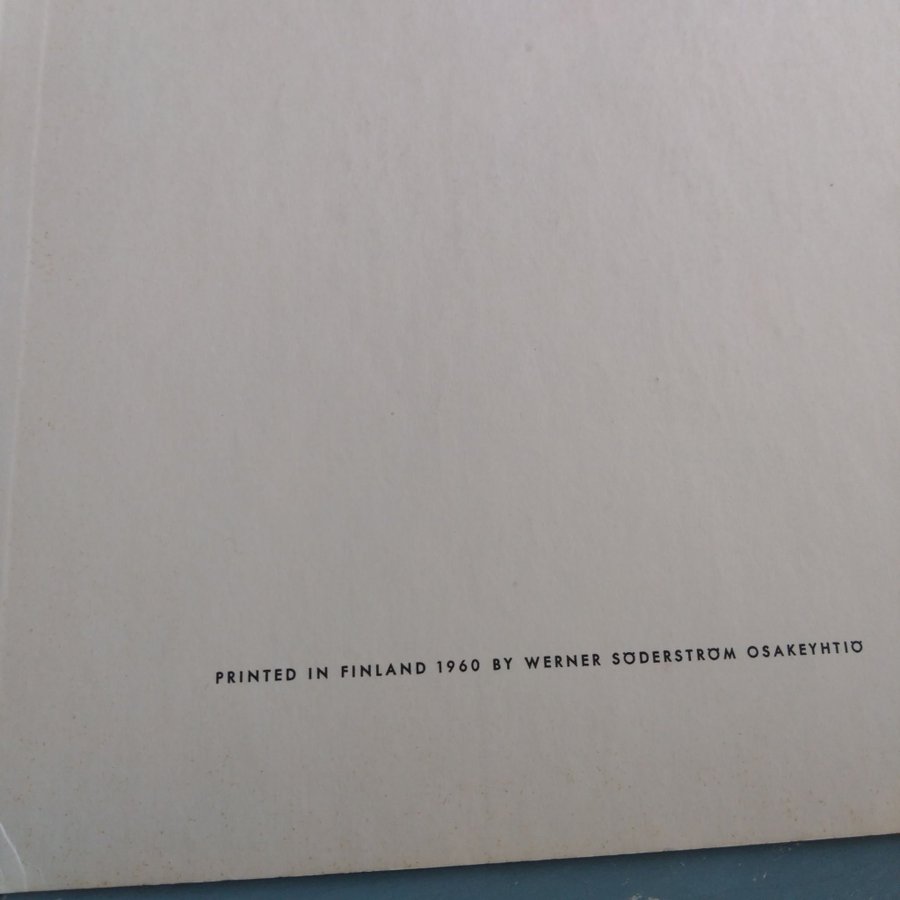 PRINTED IN FINLAND 1960 BY WERNER SÖDERSTRÖM OSAKEYHTIÖ